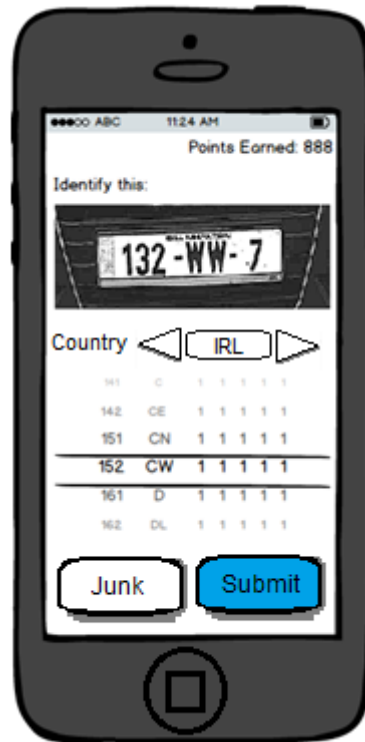 ●●●○○ ABC 11:24 AM
Points Earned: 888
Identify this:
132-WW-7
Country IRL
141 C 1 1 1 1 1
142 CE 1 1 1 1 1
151 CN 1 1 1 1 1
152 CW 1 1 1 1 1
161 D 1 1 1 1 1
162 DL 1 1 1 1 1
Junk Submit